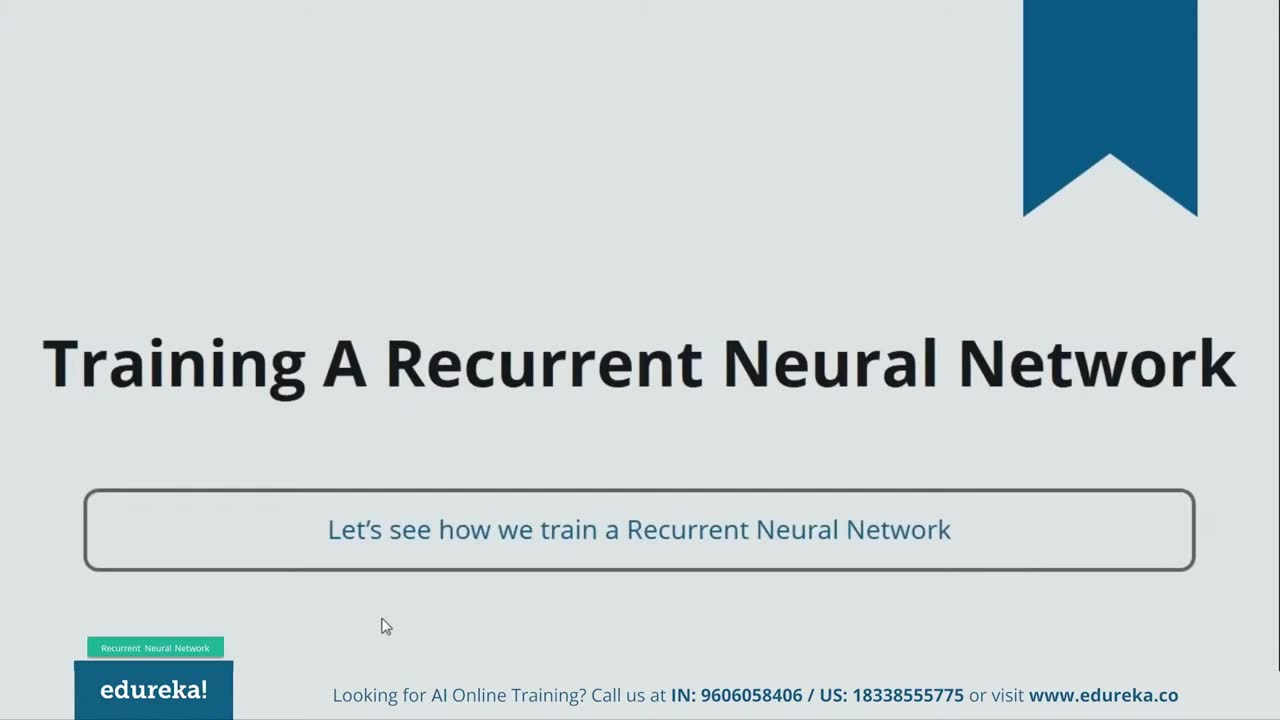 Training A Recurrent Neural Network
Let's see how we train a Recurrent Neural Network
Recurrent Neural Network
edureka!
Looking for AI Online Training? Call us at IN: 9606058406 / US: 18338555775 or visit www.edureka.co